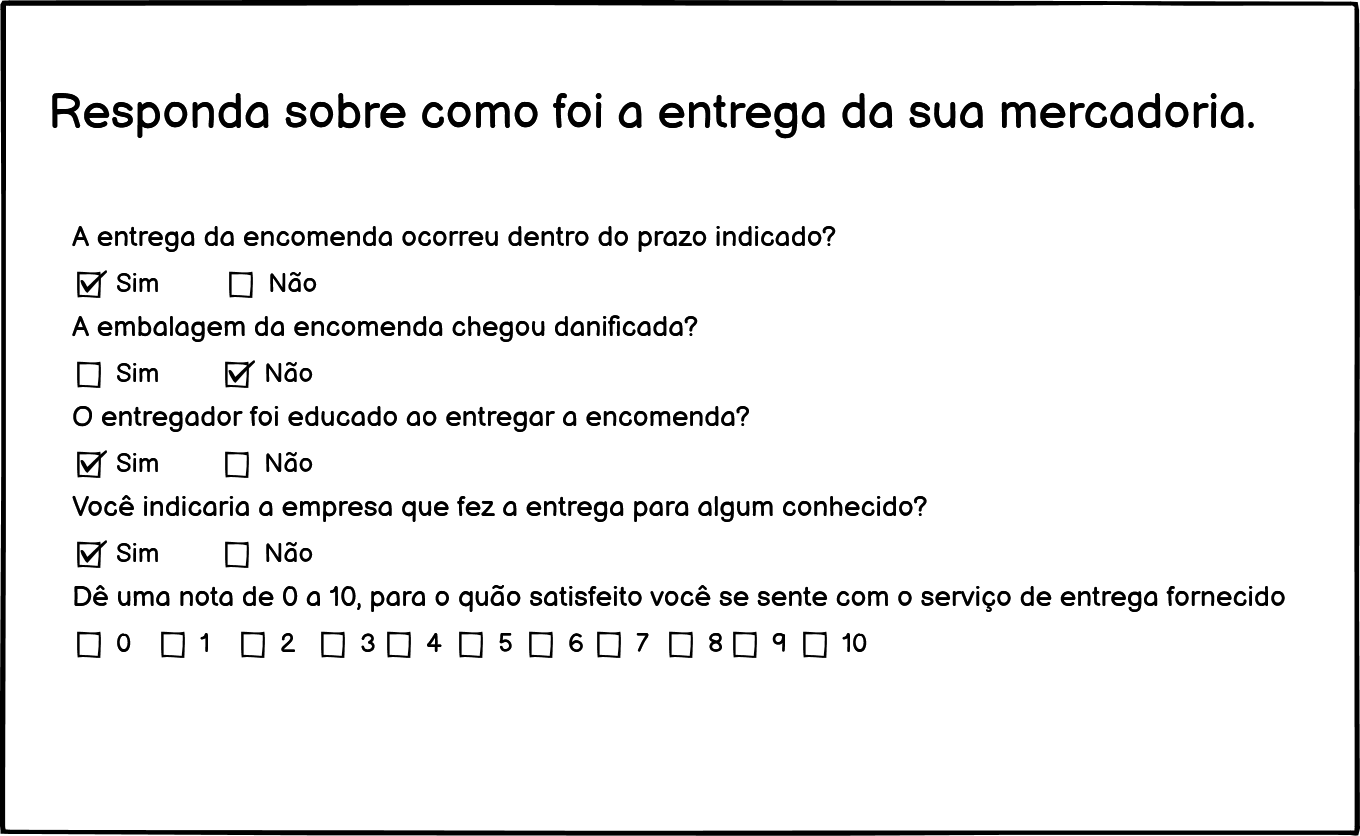 Responda sobre como foi a entrega da sua mercadoria.
A entrega da encomenda ocorreu dentro do prazo indicado?
Sim Não
A embalagem da encomenda chegou danificada?
Sim Não
O entregador foi educado ao entregar a encomenda?
Sim Não
Você indicaria a empresa que fez a entrega para algum conhecido?
Sim Não
Dê uma nota de 0 a 10, para o quão satisfeito você se sente com o serviço de entrega fornecido
0 1 2 3 4 5 6 7 8 9 10